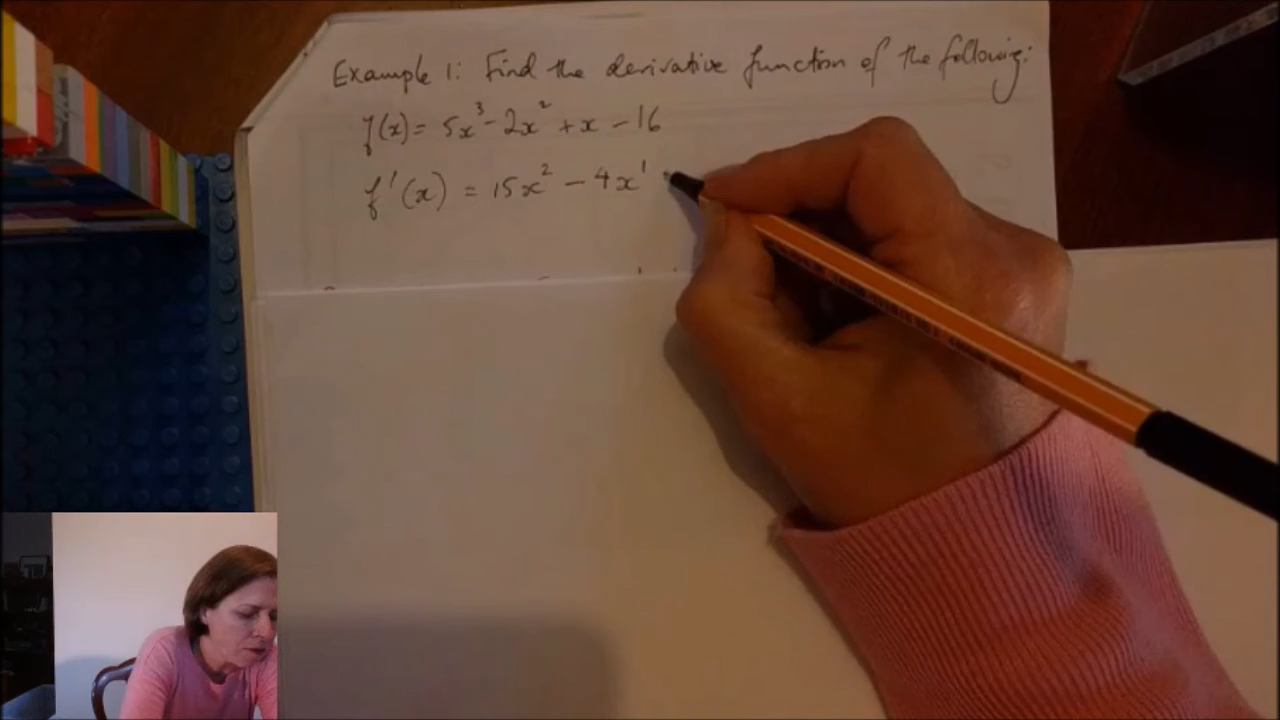 Example 1: Find the derivative function of the following:
f(x) = 5x³ - 2x² + x - 16
f'(x) = 15x² - 4x¹